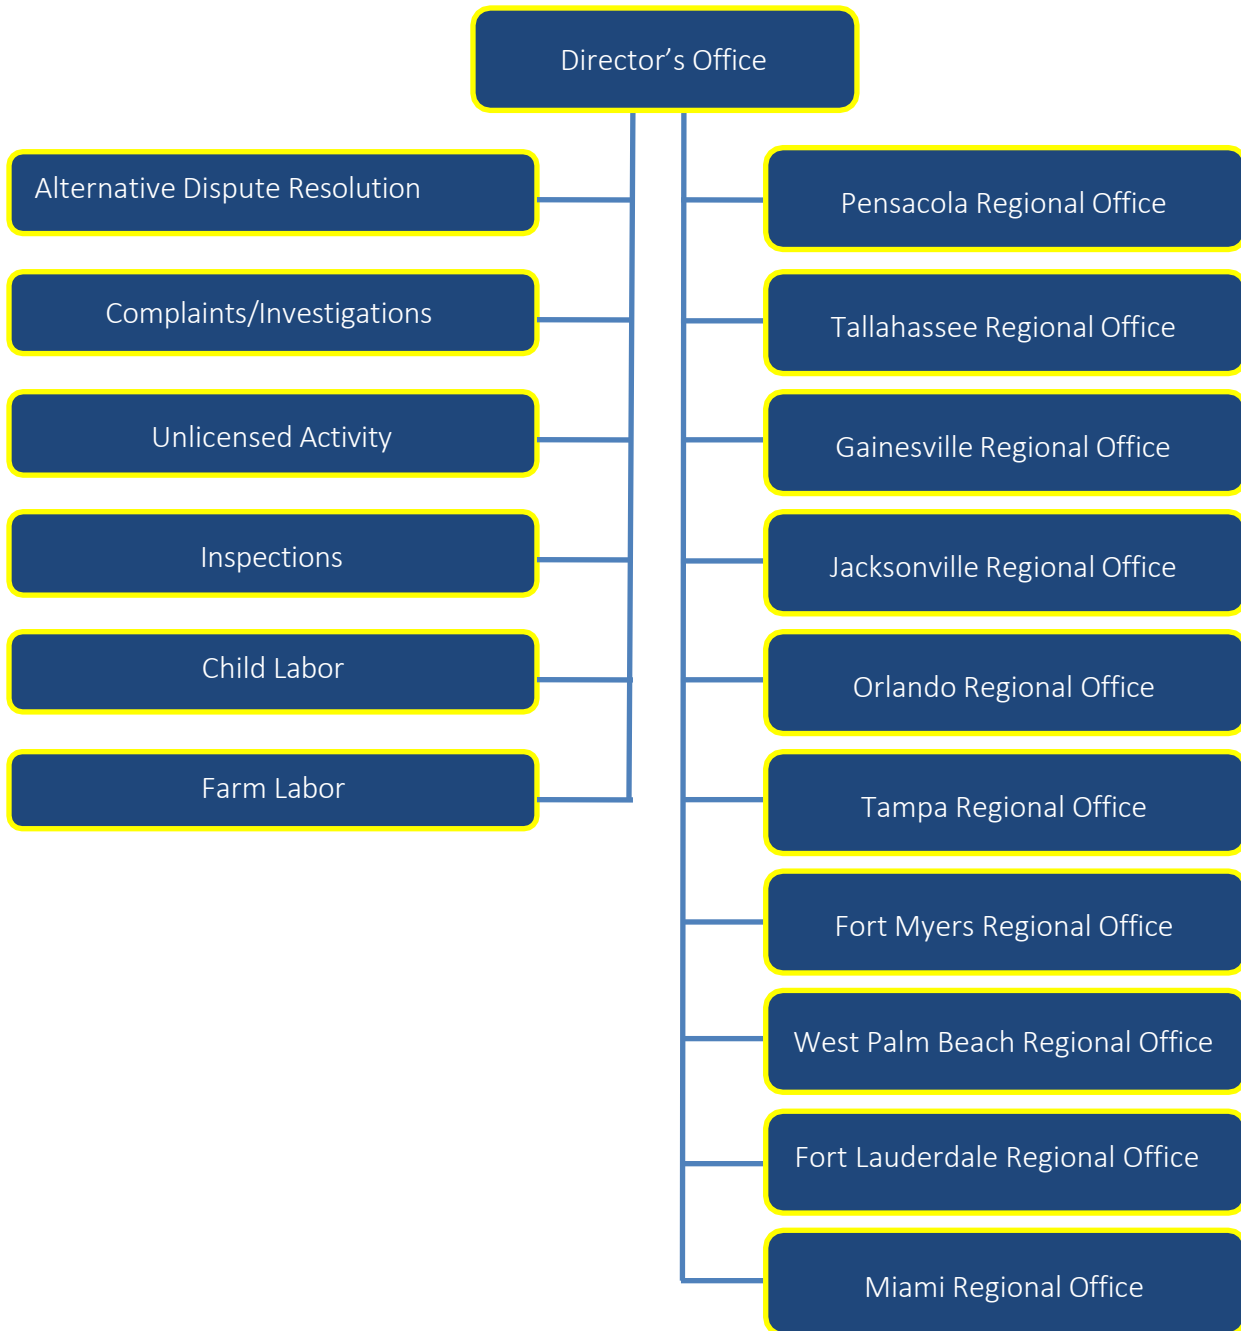 Director’s Office
Alternative Dispute Resolution
Complaints/Investigations
Unlicensed Activity
Inspections
Child Labor
Farm Labor
Pensacola Regional Office
Tallahassee Regional Office
Gainesville Regional Office
Jacksonville Regional Office
Orlando Regional Office
Tampa Regional Office
Fort Myers Regional Office
West Palm Beach Regional Office
Fort Lauderdale Regional Office
Miami Regional Office